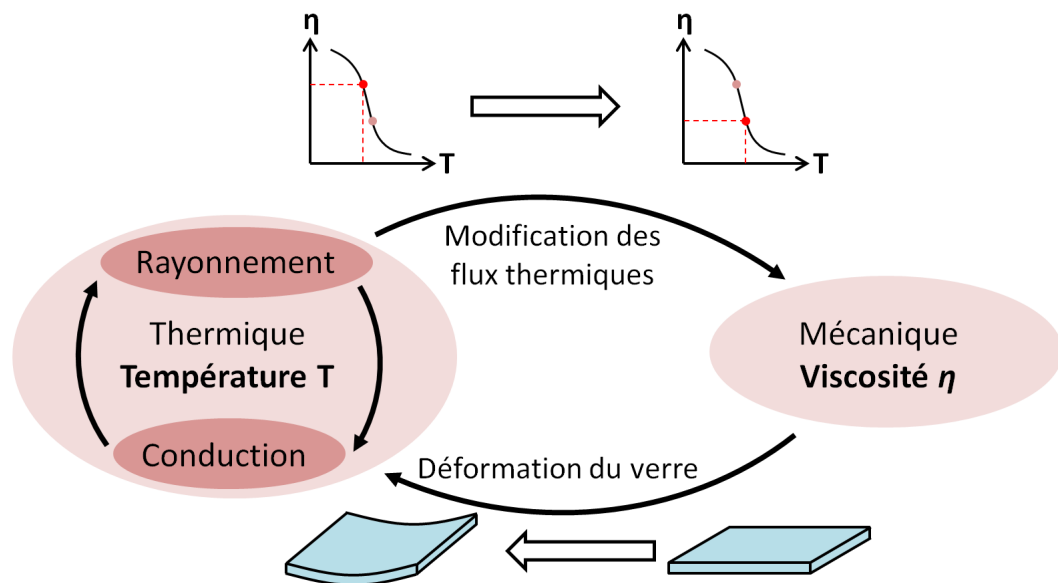 η
T
η
T
Modification des
flux thermiques
Rayonnement
Thermique
Température T
Conduction
Mécanique
Viscosité η
Déformation du verre